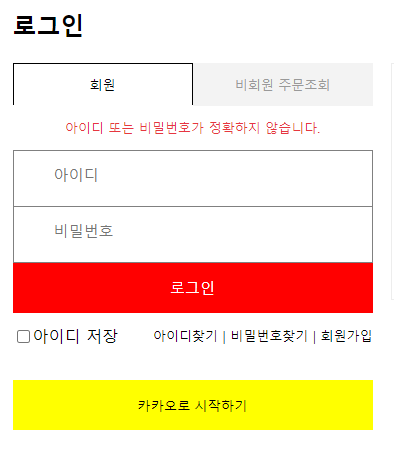 로그인
회원 비회원 주문조회
아이디 또는 비밀번호가 정확하지 않습니다.
아이디
비밀번호
로그인
아이디 저장 아이디찾기 | 비밀번호찾기 | 회원가입
카카오로 시작하기